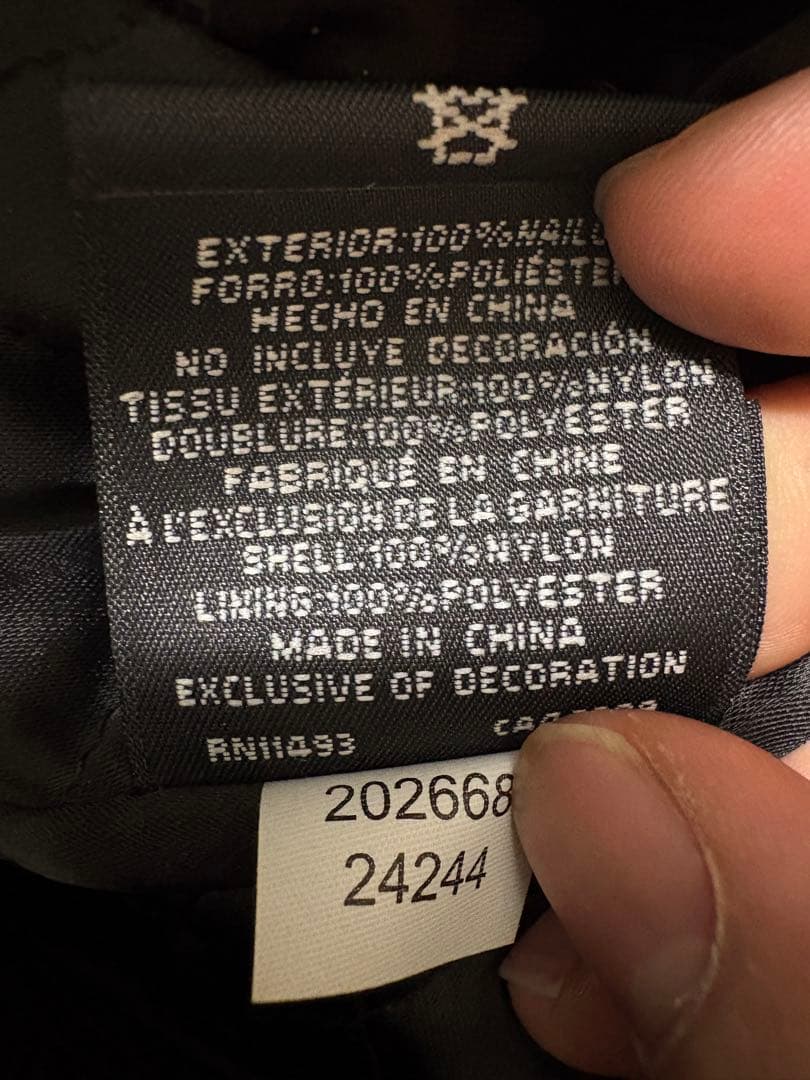 EXTERIOR:100%NAILO
FORRO:100%POLIÉSTE
HECHO EN CHINA
NO INCLUYE DECORACIÓN
TISSU EXTÉRIEUR:100%NYLON
DOUBLURE:100%POLYESTER
FABRIQUÉ EN CHINE
À L'EXCLUSION DE LA GARNITURE
SHELL:100%NYLON
LINING:100%POLYESTER
MADE IN CHINA
EXCLUSIVE OF DECORATION
RN11493
202668
24244